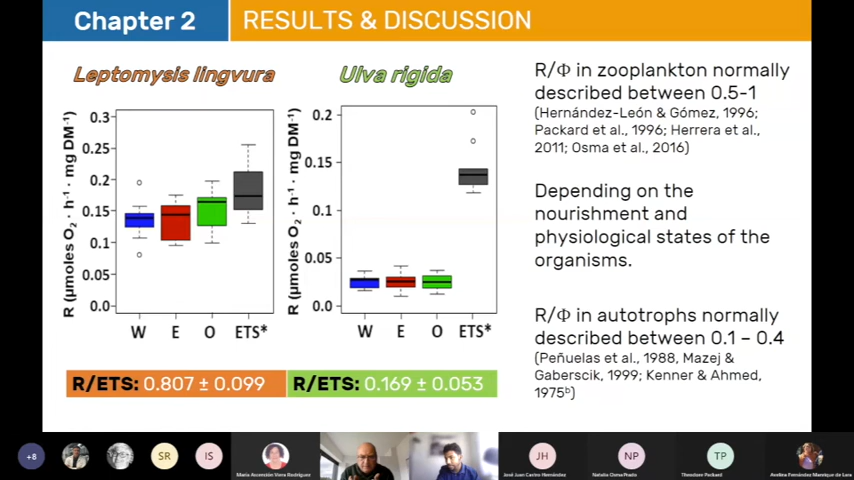 Chapter 2
RESULTS & DISCUSSION
Leptomysis lingvura
Ulva rigida
R (µmoles O2 · h-1 · mg DM-1)
0.3
0.25
0.2
0.15
0.1
0.05
0.0
W E O ETS*
R (µmoles O2 · h-1 · mg DM-1)
0.2
0.15
0.1
0.05
0.0
W E O ETS*
R/ETS: 0.807 ± 0.099
R/ETS: 0.169 ± 0.053
R/Φ in zooplankton normally
described between 0.5-1
(Hernández-León & Gómez, 1996;
Packard et al., 1996; Herrera et al.,
2011; Osma et al., 2016)
Depending on the
nourishment and
physiological states of the
organisms.
R/Φ in autotrophs normally
described between 0.1 – 0.4
(Peñuelas et al., 1988, Mazej &
Gaberscik, 1999; Kenner & Ahmed,
1975ᵇ)
+8
SR
IS
María Ascensión Viera Rodríguez
JH
José Juan Castro Hernández
NP
Natalia Osma Prado
TP
Theodore Packard
Avelina Fernández Manrique de Lara